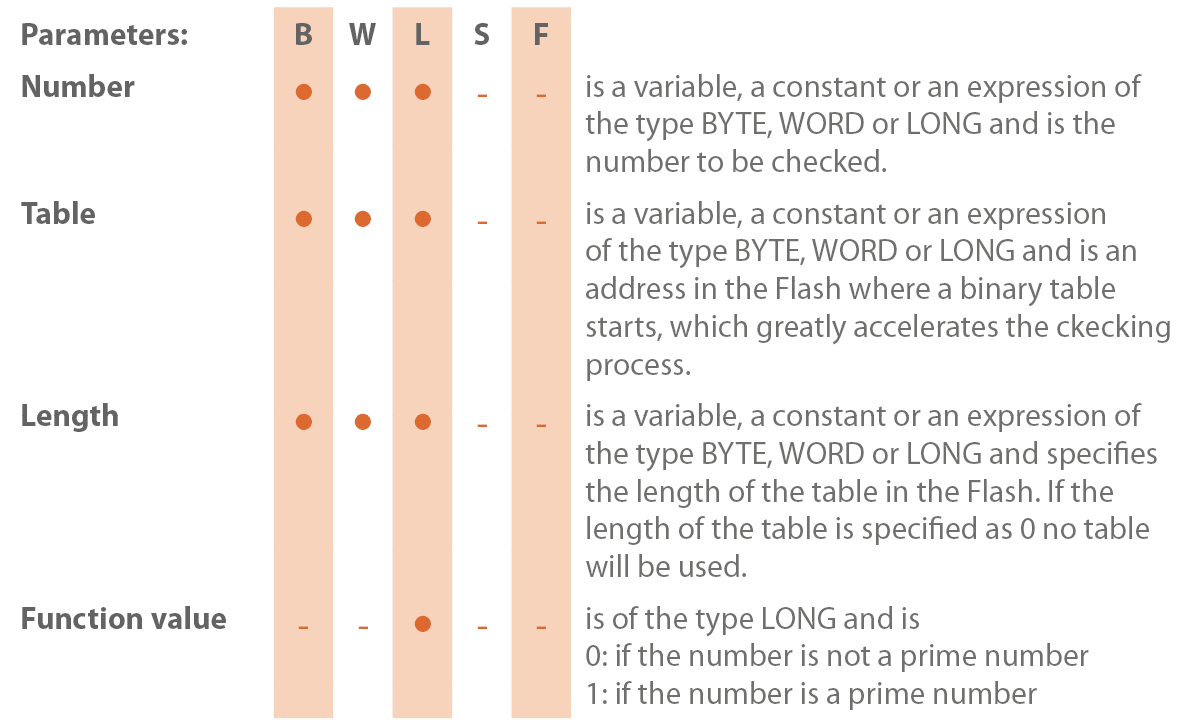 Parameters: B W L S F
Number ● ● ● - - is a variable, a constant or an expression of
the type BYTE, WORD or LONG and is the
number to be checked.
Table ● ● ● - - is a variable, a constant or an expression
of the type BYTE, WORD or LONG and is an
address in the Flash where a binary table
starts, which greatly accelerates the ckecking
process.
Length ● ● ● - - is a variable, a constant or an expression of
the type BYTE, WORD or LONG and specifies
the length of the table in the Flash. If the
length of the table is specified as 0 no table
will be used.
Function value - - ● - - is of the type LONG and is
0: if the number is not a prime number
1: if the number is a prime number